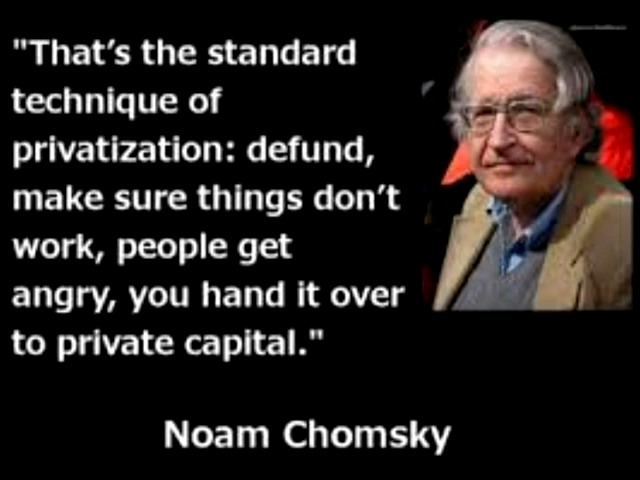 "That’s the standard
technique of
privatization: defund,
make sure things don’t
work, people get
angry, you hand it over
to private capital."
Noam Chomsky